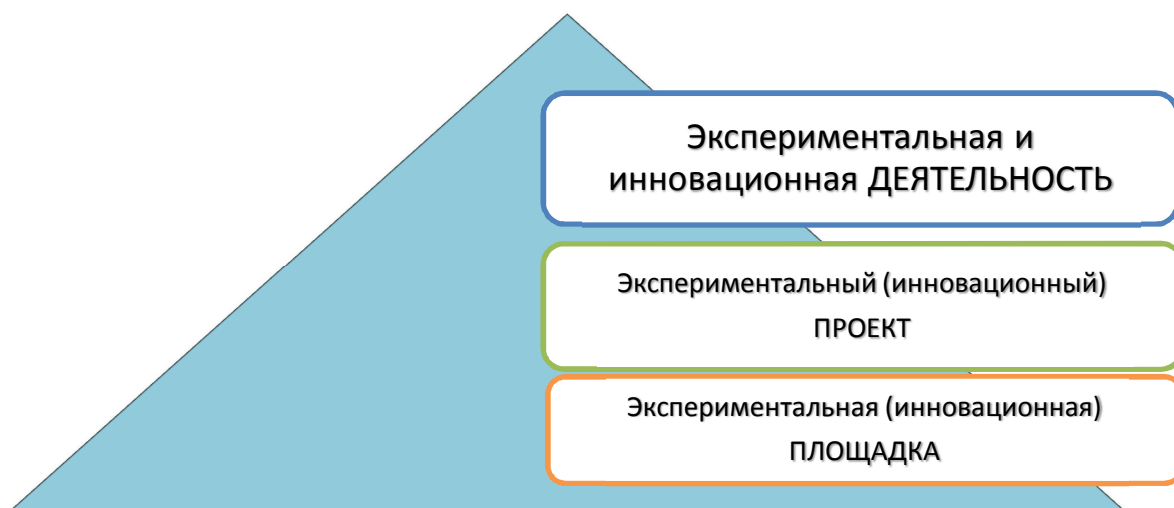 Экспериментальная и
инновационная ДЕЯТЕЛЬНОСТЬ
Экспериментальный (инновационный)
ПРОЕКТ
Экспериментальная (инновационная)
ПЛОЩАДКА